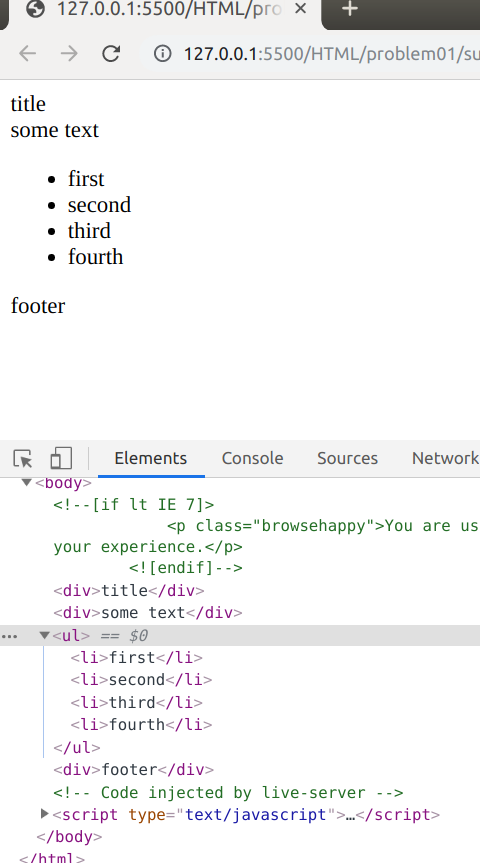 127.0.0.1:5500/HTML/pro
127.0.0.1:5500/HTML/problem01/su
title
some text
• first
• second
• third
• fourth
footer
Elements Console Sources Network
<body>
<!--[if lt IE 7]>
<p class="browsehappy">You are us
your experience.</p>
<![endif]-->
<div>title</div>
<div>some text</div>
<ul> == $0
<li>first</li>
<li>second</li>
<li>third</li>
<li>fourth</li>
</ul>
<div>footer</div>
<!-- Code injected by live-server -->
<script type="text/javascript">…</script>
</body>
</html>